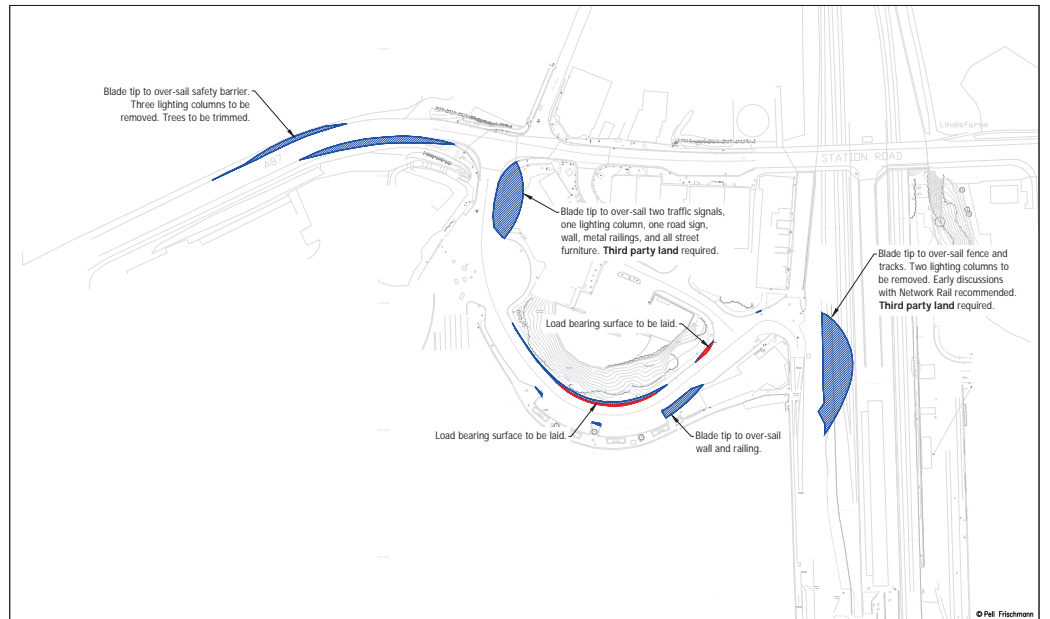 Blade tip to over-sail safety barrier.
Three lighting columns to be
removed. Trees to be trimmed.
A87
Lindisfarne
STATION ROAD
Blade tip to over-sail two traffic signals,
one lighting column, one road sign,
wall, metal railings, and all street
furniture. Third party land required.
Blade tip to over-sail fence and
tracks. Two lighting columns to
be removed. Early discussions
with Network Rail recommended.
Third party land required.
Load bearing surface to be laid.
Load bearing surface to be laid.
Blade tip to over-sail
wall and railing.
© Pell Frischmann